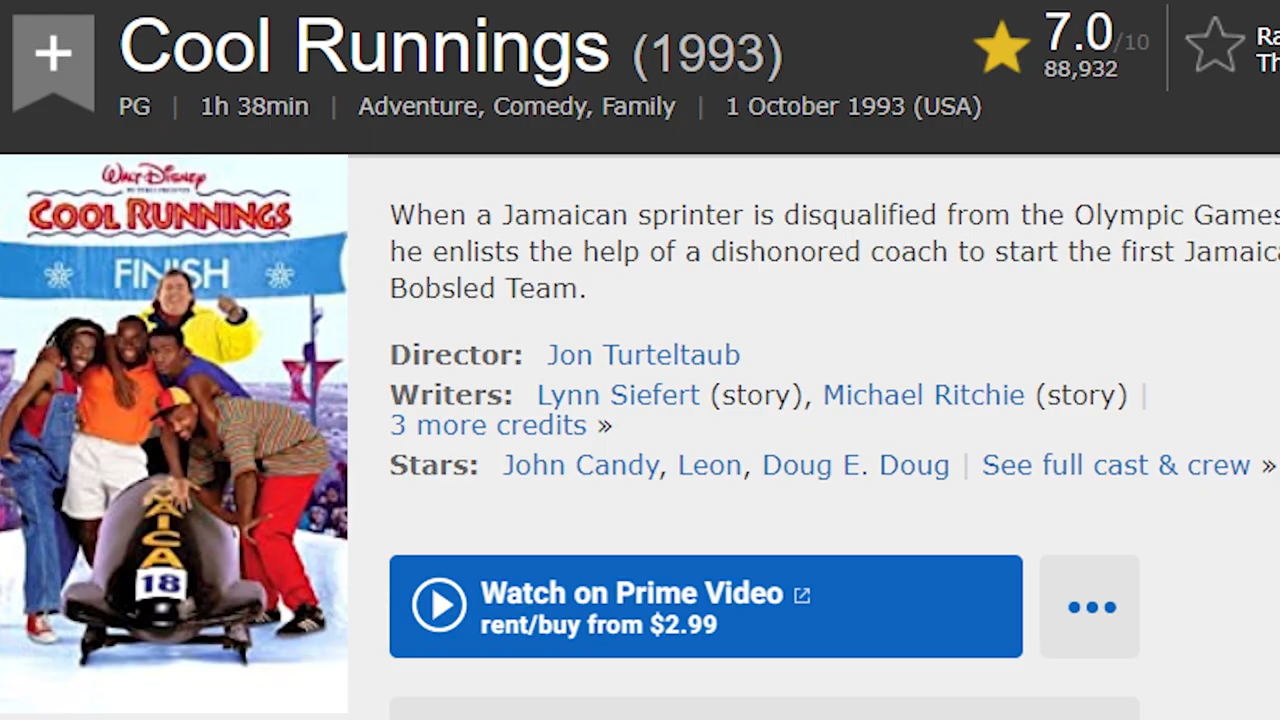 + Cool Runnings (1993)
7.0/10
88,932
Ra
Th
PG | 1h 38min | Adventure, Comedy, Family | 1 October 1993 (USA)
WALT DISNEY
COOL RUNNINGS
FINISH
MAICA
18
When a Jamaican sprinter is disqualified from the Olympic Games
he enlists the help of a dishonored coach to start the first Jamaica
Bobsled Team.
Director: Jon Turteltaub
Writers: Lynn Siefert (story), Michael Ritchie (story) |
3 more credits »
Stars: John Candy, Leon, Doug E. Doug | See full cast & crew »
Watch on Prime Video
rent/buy from $2.99